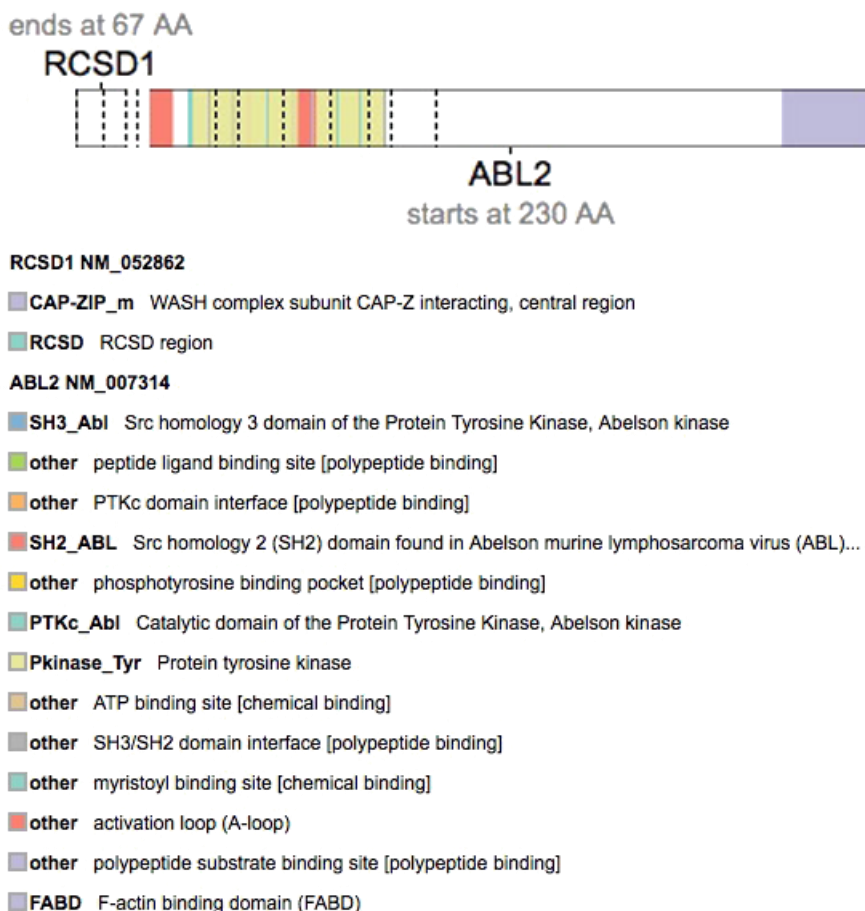 ends at 67 AA
RCSD1
ABL2
starts at 230 AA
RCSD1 NM_052862
CAP-ZIP_m WASH complex subunit CAP-Z interacting, central region
RCSD RCSD region
ABL2 NM_007314
SH3_Abl Src homology 3 domain of the Protein Tyrosine Kinase, Abelson kinase
other peptide ligand binding site [polypeptide binding]
other PTKc domain interface [polypeptide binding]
SH2_ABL Src homology 2 (SH2) domain found in Abelson murine lymphosarcoma virus (ABL)...
other phosphotyrosine binding pocket [polypeptide binding]
PTKc_Abl Catalytic domain of the Protein Tyrosine Kinase, Abelson kinase
Pkinase_Tyr Protein tyrosine kinase
other ATP binding site [chemical binding]
other SH3/SH2 domain interface [polypeptide binding]
other myristoyl binding site [chemical binding]
other activation loop (A-loop)
other polypeptide substrate binding site [polypeptide binding]
FABD F-actin binding domain (FABD)